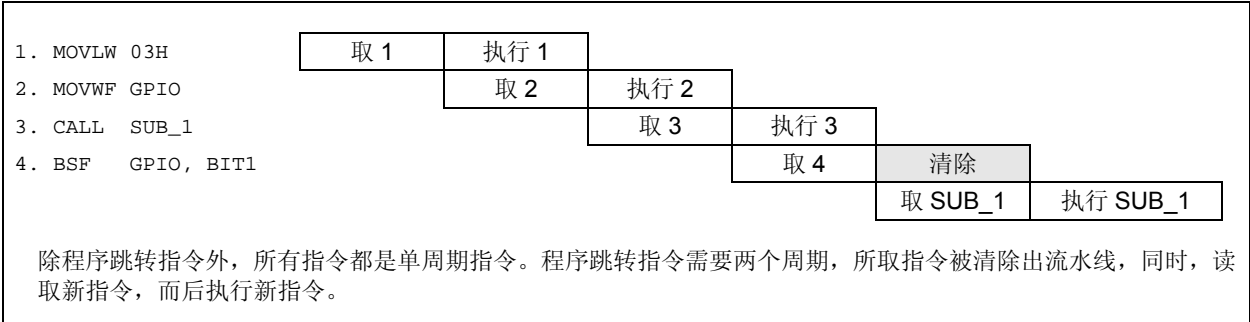 1. MOVLW 03H 取 1 执行 1
2. MOVWF GPIO 取 2 执行 2
3. CALL SUB_1 取 3 执行 3
4. BSF GPIO, BIT1 取 4 清除
取 SUB_1 执行 SUB_1
除程序跳转指令外，所有指令都是单周期指令。程序跳转指令需要两个周期，所取指令被清除出流水线，同时，读
取新指令，而后执行新指令。